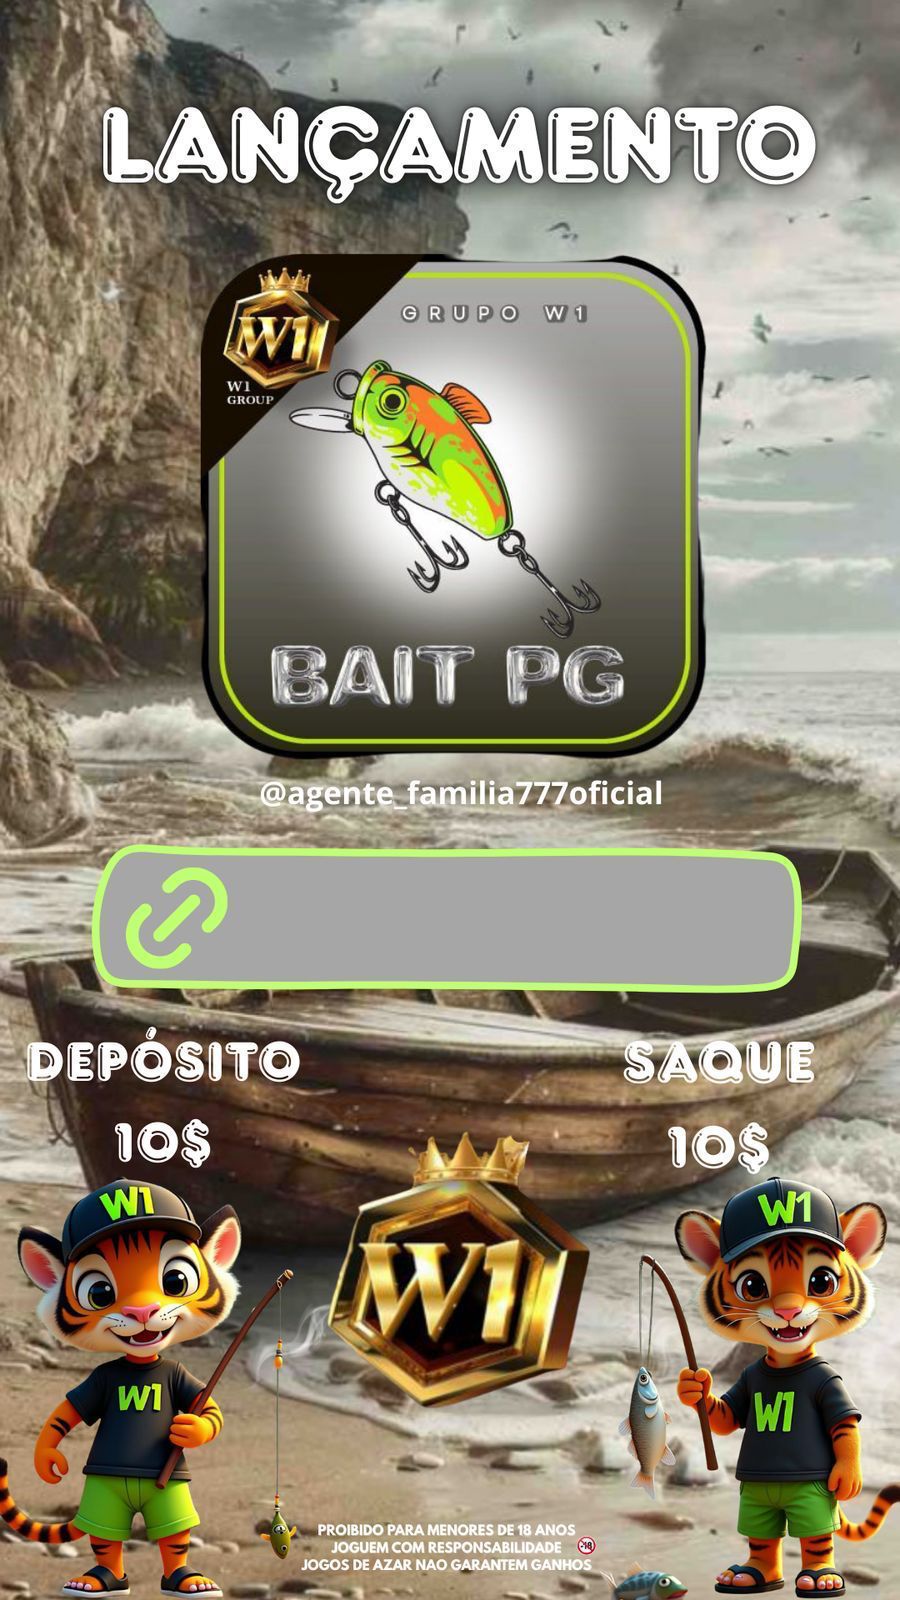 LANÇAMENTO
W1
W1
GROUP
GRUPO W1
BAIT PG
@agente_familia777oficial
DEPÓSITO
10$
SAQUE
10$
W1
W1
W1
W1
W1
PROIBIDO PARA MENORES DE 18 ANOS
JOGUEM COM RESPONSABILIDADE -18
JOGOS DE AZAR NAO GARANTEM GANHOS